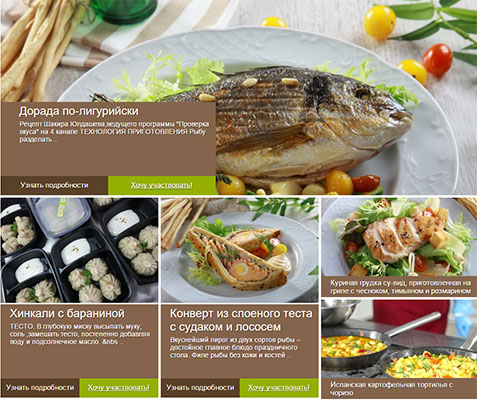 Дорада по-лигурийски
Рецепт Шакира Юлдашева,ведущего программы "Проверка
вкуса" на 4 канале ТЕХНОЛОГИЯ ПРИГОТОВЛЕНИЯ Рыбу
разделать ..
Узнать подробности
Хочу участвовать!
Хинкали с бараниной
ТЕСТО. В глубокую миску высыпать муку,
соль ,замешать тесто, постепенно добавляя
воду и подсолнечное масло. &nbs ..
Узнать подробности
Хочу участвовать!
Конверт из слоеного теста
с судаком и лососем
Вкуснейший пирог из двух сортов рыбы –
достойное главное блюдо праздничного
стола. Филе рыбы без кожи и костей ..
Узнать подробности
Хочу участвовать!
Куриная грудка су-вид, приготовленная на
гриле с чесноком, тимьяном и розмарином
Испанская картофельная тортилья с
чоризо